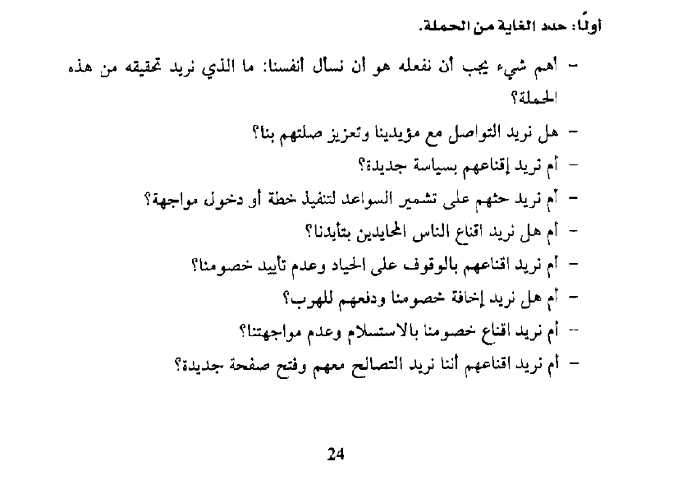 أولًا: حدد الغاية من الحملة.
– أهم شيء يجب أن نفعله هو أن نسأل أنفسنا: ما الذي نريد تحقيقه من هذه
الحملة؟
– هل نريد التواصل مع مؤيدينا وتعزيز صلتهم بنا؟
– أم نريد إقناعهم بسياسة جديدة؟
– أم نريد حثهم على تشمير السواعد لتنفيذ خطة أو دخول مواجهة؟
– أم هل نريد اقناع الناس المحايدين بتأيدنا؟
– أم نريد اقناعهم بالوقوف على الحياد وعدم تأييد خصومنا؟
– أم هل نريد إخافة خصومنا ودفعهم للهرب؟
– أم نريد اقناع خصومنا بالاستسلام وعدم مواجهتنا؟
– أم نريد اقناعهم أننا نريد التصالح معهم وفتح صفحة جديدة؟
24